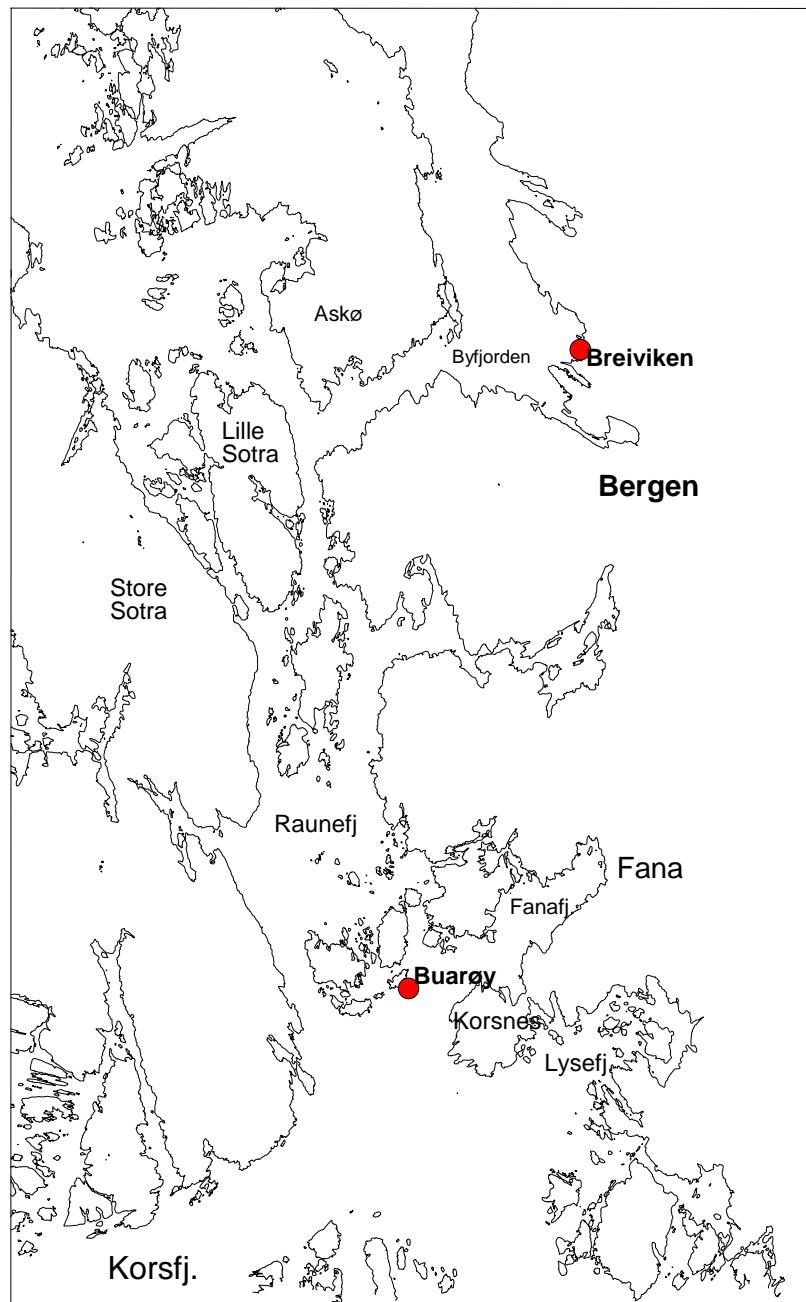 Askø
Byfjorden
Breiviken
Lille
Sotra
Bergen
Store
Sotra
Raunefj
Fana
Fanafj.
Buarøy
Korsnes
Lysefj.
Korsfj.